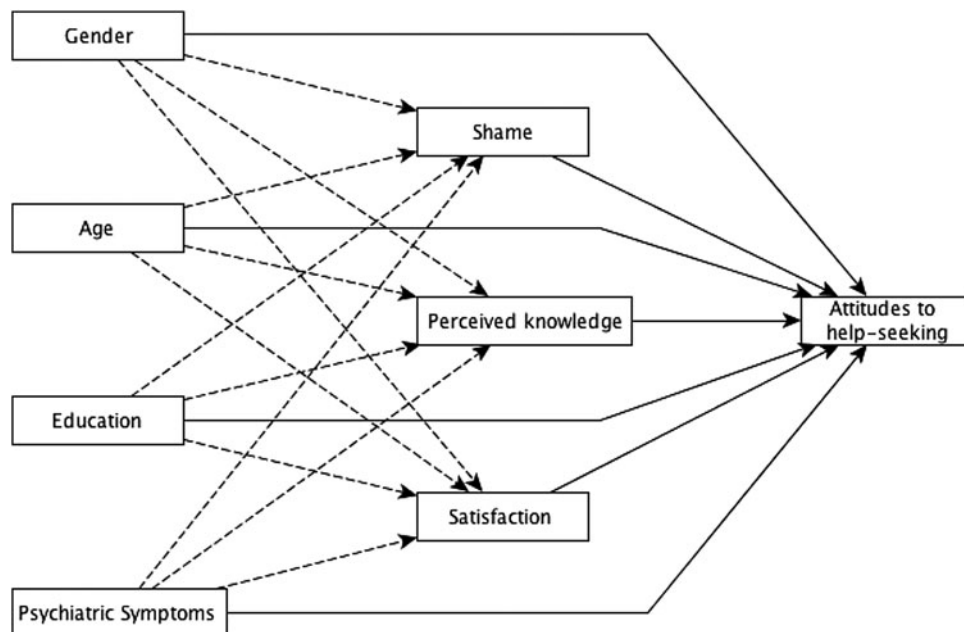 Gender
Shame
Age
Perceived knowledge
Attitudes to
help-seeking
Education
Satisfaction
Psychiatric Symptoms